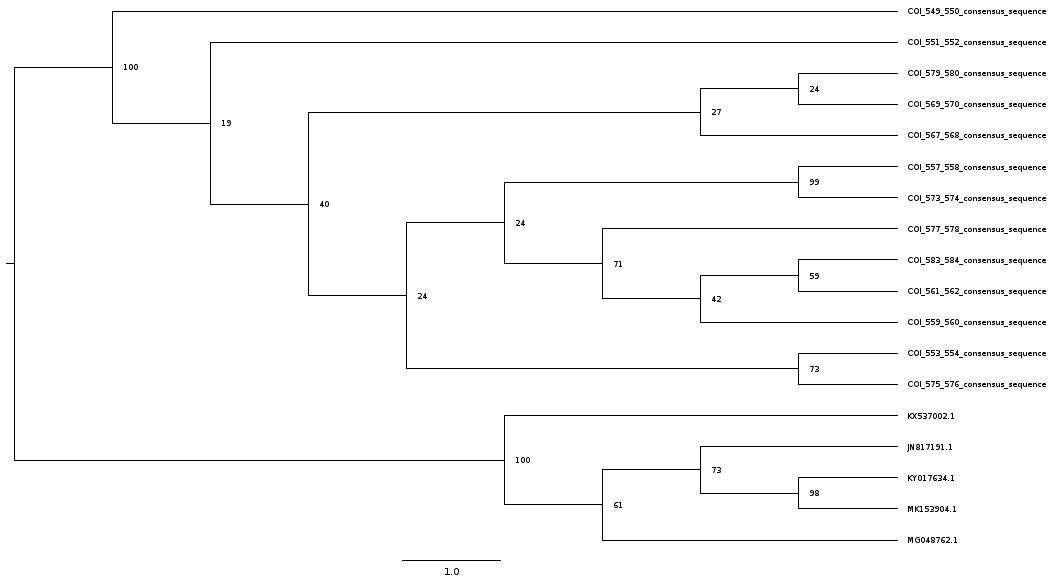 COI_549_550_consensus_sequence
100
COI_551_552_consensus_sequence
19
COI_579_580_consensus_sequence
24
COI_569_570_consensus_sequence
27
COI_567_568_consensus_sequence
40
COI_557_558_consensus_sequence
99
COI_573_574_consensus_sequence
24
COI_577_578_consensus_sequence
71
COI_583_584_consensus_sequence
59
COI_561_562_consensus_sequence
42
COI_559_560_consensus_sequence
24
COI_553_554_consensus_sequence
73
COI_575_576_consensus_sequence
KX537002.1
100
JN817191.1
73
KY017634.1
98
MK153904.1
61
MG048762.1
1.0